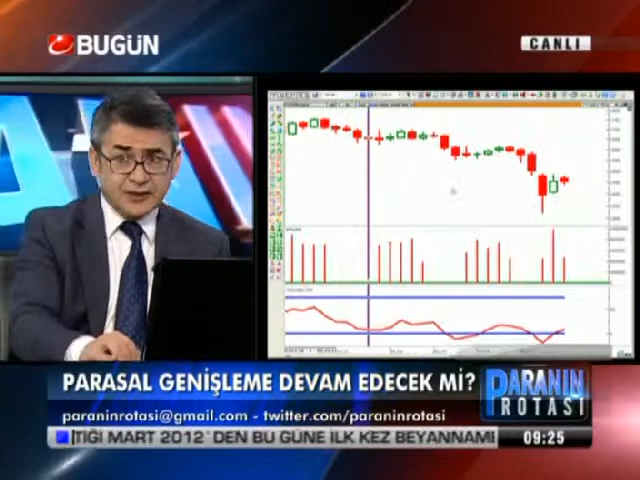 BUGÜN
CANLI
PARASAL GENİŞLEME DEVAM EDECEK Mİ?
PARANIN
ROTASI
paraninrotasi@gmail.com - twitter.com/paraninrotasi
TİĞİ MART 2012' DEN BU GÜNE İLK KEZ BEYANNAMI
09:25